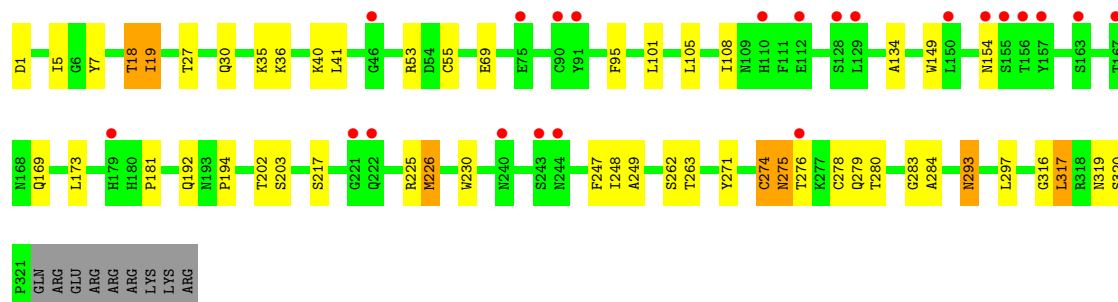 D1 I5 G6 Y7 T18 I19 T27 Q30 K35 K36 K40 L41 G46 R53 D54 C55 E69 E75 C90 Y91 F95 L101 L105 I108 N109 H110 F111 E112 S128 L129 A134 W149 L150 N154 S155 T156 Y157 S163 T167
N168 Q169 L173 H179 H180 P181 Q192 N193 P194 T202 S203 S217 G221 Q222 R225 M226 W230 N240 S243 N244 F247 I248 A249 S262 T263 Y271 C274 N275 T276 K277 C278 Q279 T280 G283 A284 N293 L297 G316 L317 R318 N319 S320
P321 GLN ARG GLU ARG ARG ARG LYS LYS ARG